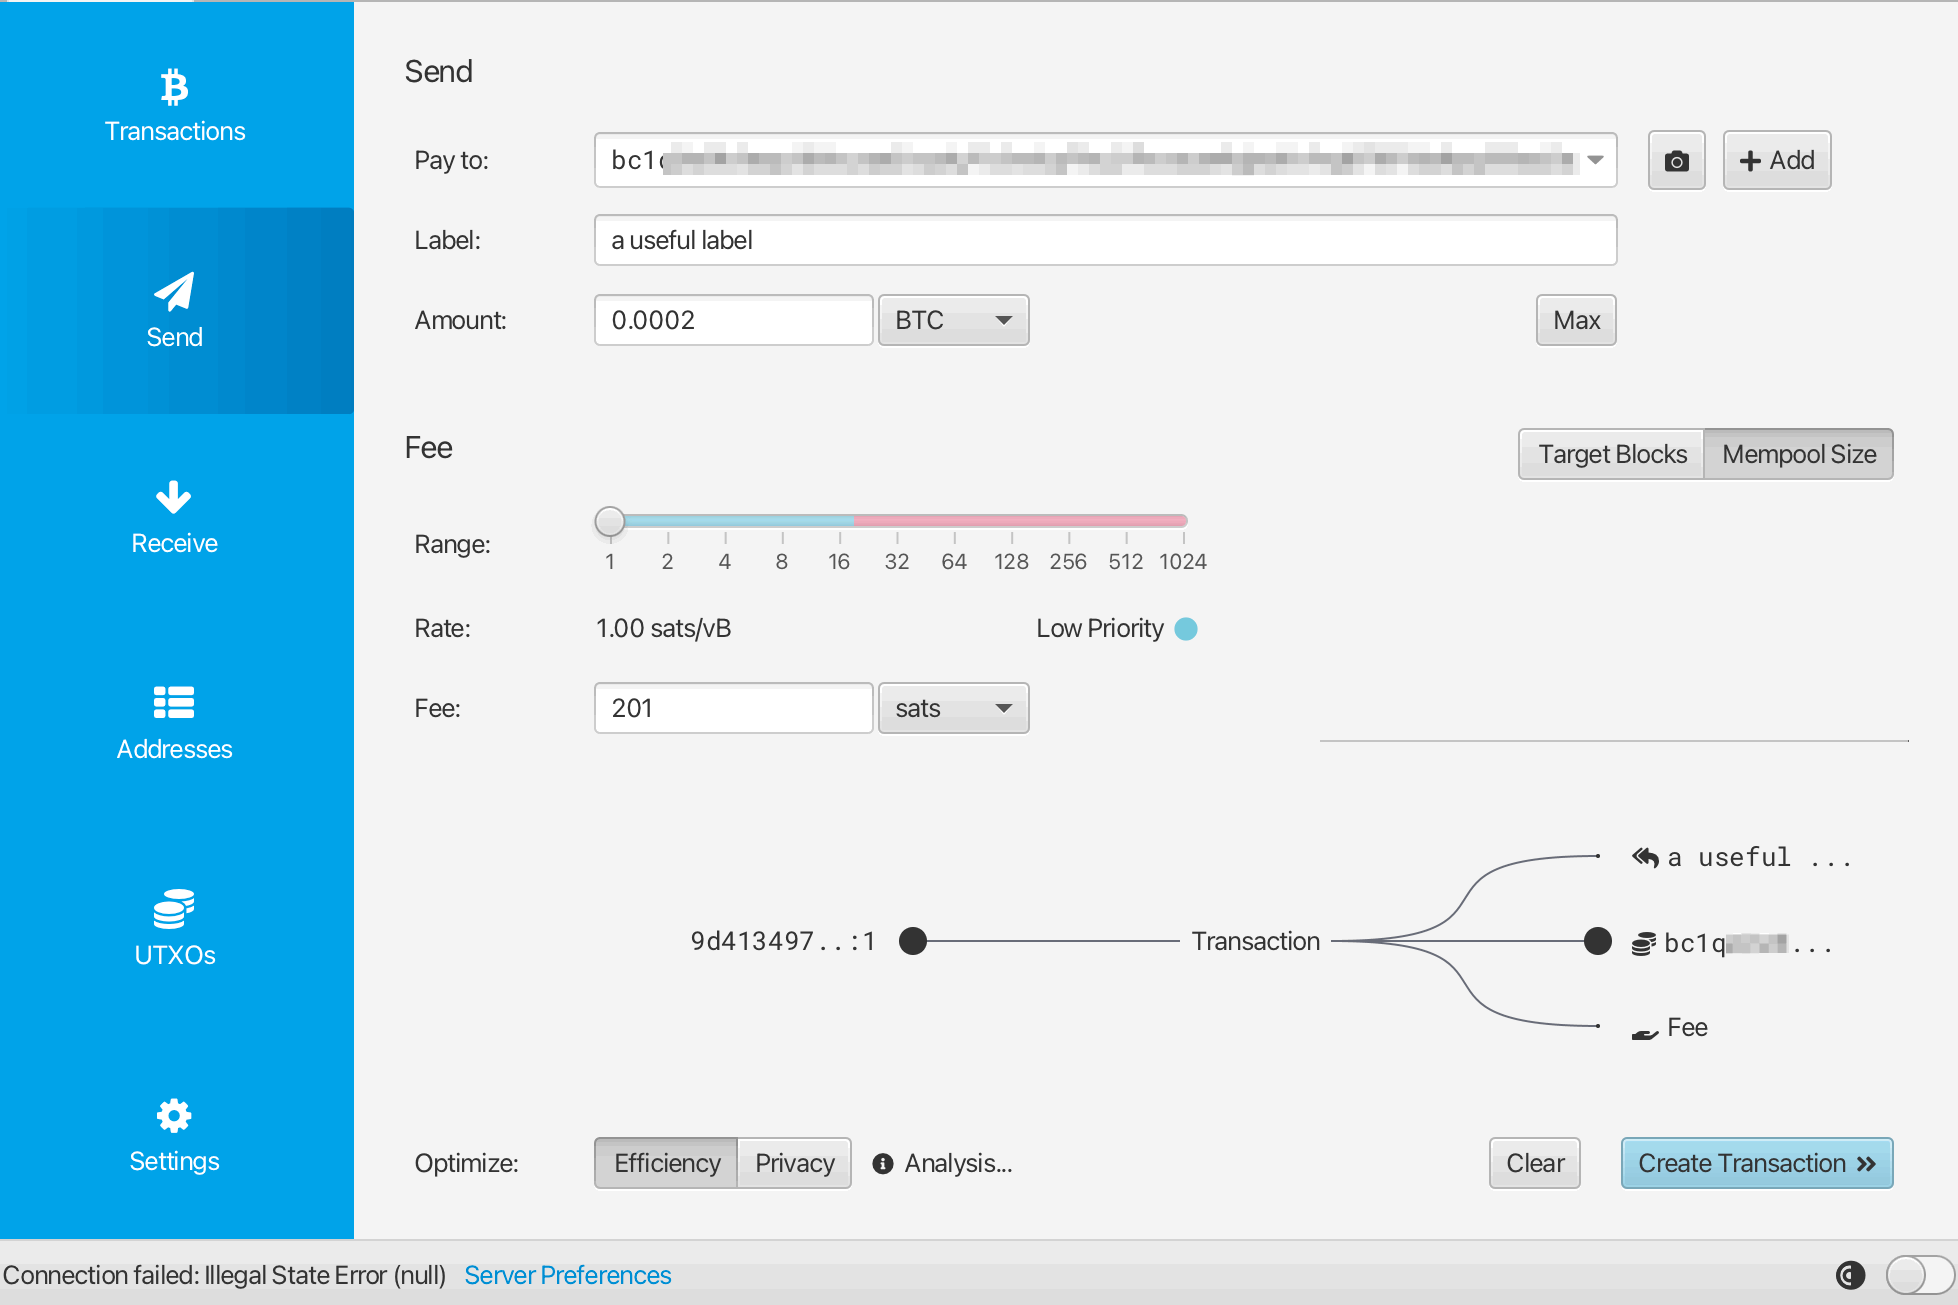 Transactions
Send
Receive
Addresses
UTXOs
Settings
Send
Pay to: bc1 Add
Label: a useful label
Amount: 0.0002 BTC Max
Fee Target Blocks Mempool Size
Range: 1 2 4 8 16 32 64 128 256 512 1024
Rate: 1.00 sats/vB Low Priority
Fee: 201 sats
a useful ...
9d413497..:1 Transaction bc1q ...
Fee
Optimize: Efficiency Privacy Analysis... Clear Create Transaction
Connection failed: Illegal State Error (null) Server Preferences